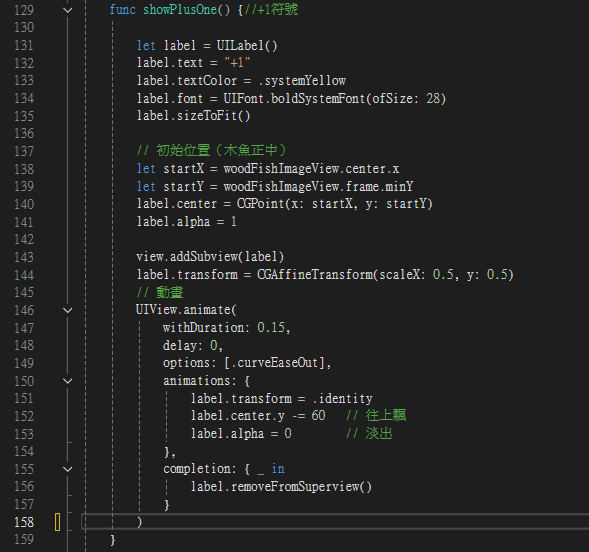 129 func showPlusOne() {//+1符號
130
131 let label = UILabel()
132 label.text = "+1"
133 label.textColor = .systemYellow
134 label.font = UIFont.boldSystemFont(ofSize: 28)
135 label.sizeToFit()
136
137 // 初始位置（木魚正中）
138 let startX = woodFishImageView.center.x
139 let startY = woodFishImageView.frame.minY
140 label.center = CGPoint(x: startX, y: startY)
141 label.alpha = 1
142
143 view.addSubview(label)
144 label.transform = CGAffineTransform(scaleX: 0.5, y: 0.5)
145 // 動畫
146 UIView.animate(
147 withDuration: 0.15,
148 delay: 0,
149 options: [.curveEaseOut],
150 animations: {
151 label.transform = .identity
152 label.center.y -= 60 // 往上飄
153 label.alpha = 0 // 淡出
154 },
155 completion: { _ in
156 label.removeFromSuperview()
157 }
158 )
159 }